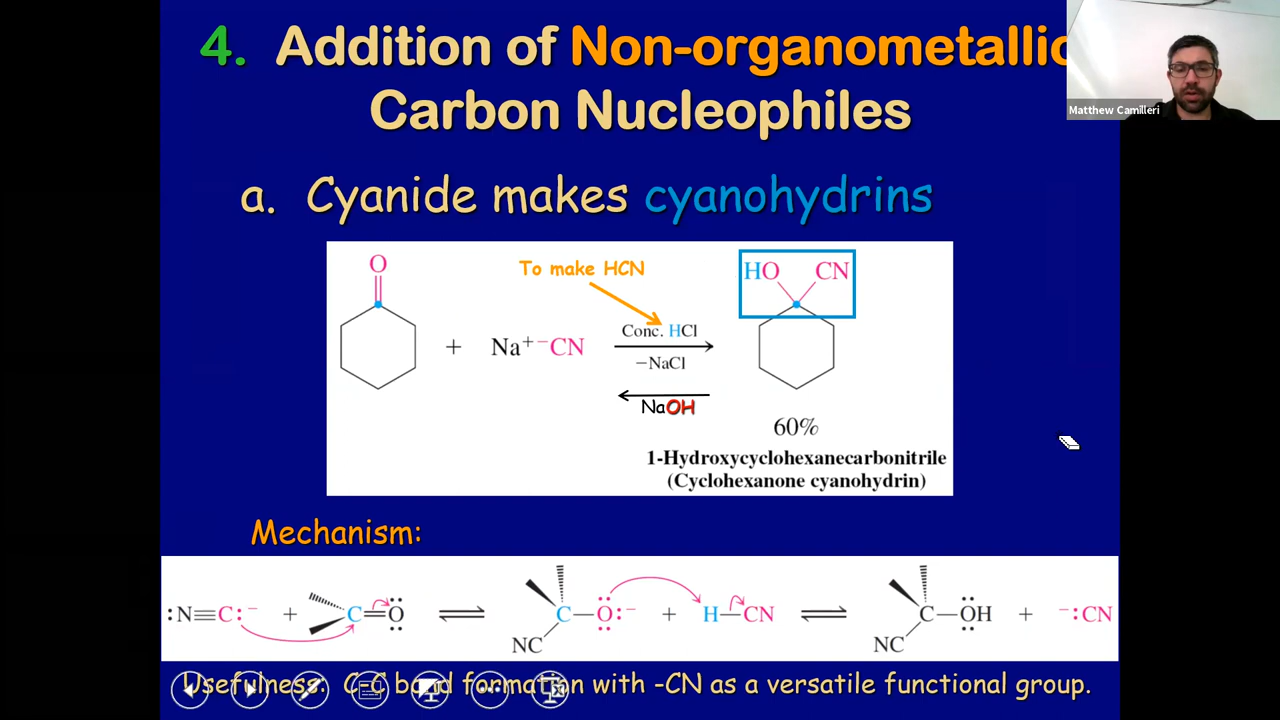 4. Addition of Non-organometallic
Carbon Nucleophiles
Matthew Camilleri
a. Cyanide makes cyanohydrins
O
To make HCN
HO CN
+ Na⁺ ⁻CN
Conc. HCl
−NaCl
NaOH
60%
1-Hydroxycyclohexanecarbonitrile
(Cyclohexanone cyanohydrin)
Mechanism:
:N≡C:⁻ + C=O ⇌ C—O:⁻ + H—CN ⇌ C—OH + ⁻:CN
NC NC
Usefulness: C-C bond formation with -CN as a versatile functional group.